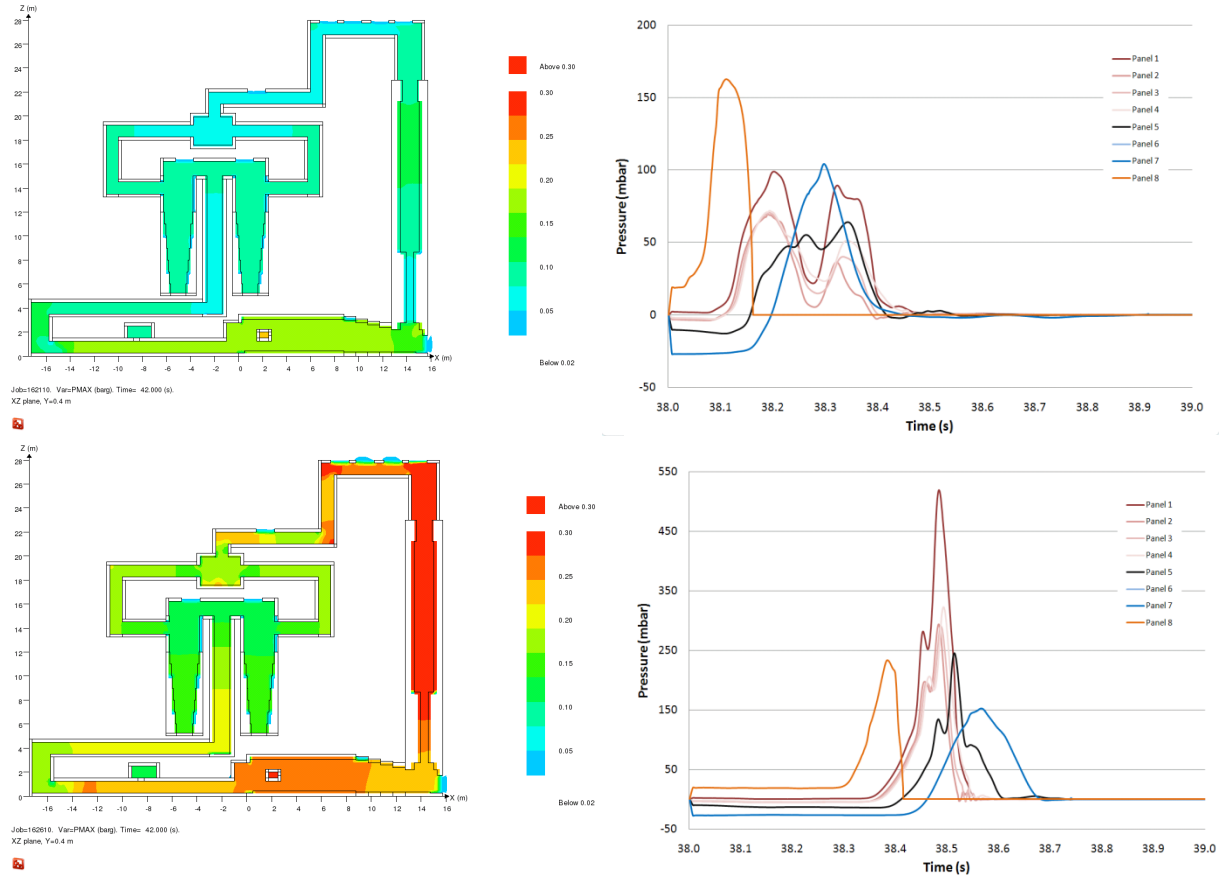 Z (m)
28
26
24
22
20
18
16
14
12
10
8
6
4
2
0
-16 -14 -12 -10 -8 -6 -4 -2 0 2 4 6 8 10 12 14 16
X (m)
Above 0.30
0.30
0.25
0.20
0.15
0.10
0.05
Below 0.02
Job=162110. Var=PMAX (barg). Time= 42.000 (s).
XZ plane, Y=0.4 m
200
150
100
50
0
-50
Pressure (mbar)
38.0 38.1 38.2 38.3 38.4 38.5 38.6 38.7 38.8 38.9 39.0
Time (s)
Panel 1
Panel 2
Panel 3
Panel 4
Panel 5
Panel 6
Panel 7
Panel 8
Z (m)
28
26
24
22
20
18
16
14
12
10
8
6
4
2
0
-16 -14 -12 -10 -8 -6 -4 -2 0 2 4 6 8 10 12 14 16
X (m)
Above 0.30
0.30
0.25
0.20
0.15
0.10
0.05
Below 0.02
Job=162610. Var=PMAX (barg). Time= 42.000 (s).
XZ plane, Y=0.4 m
550
450
350
250
150
50
-50
Pressure (mbar)
38.0 38.1 38.2 38.3 38.4 38.5 38.6 38.7 38.8 38.9 39.0
Time (s)
Panel 1
Panel 2
Panel 3
Panel 4
Panel 5
Panel 6
Panel 7
Panel 8